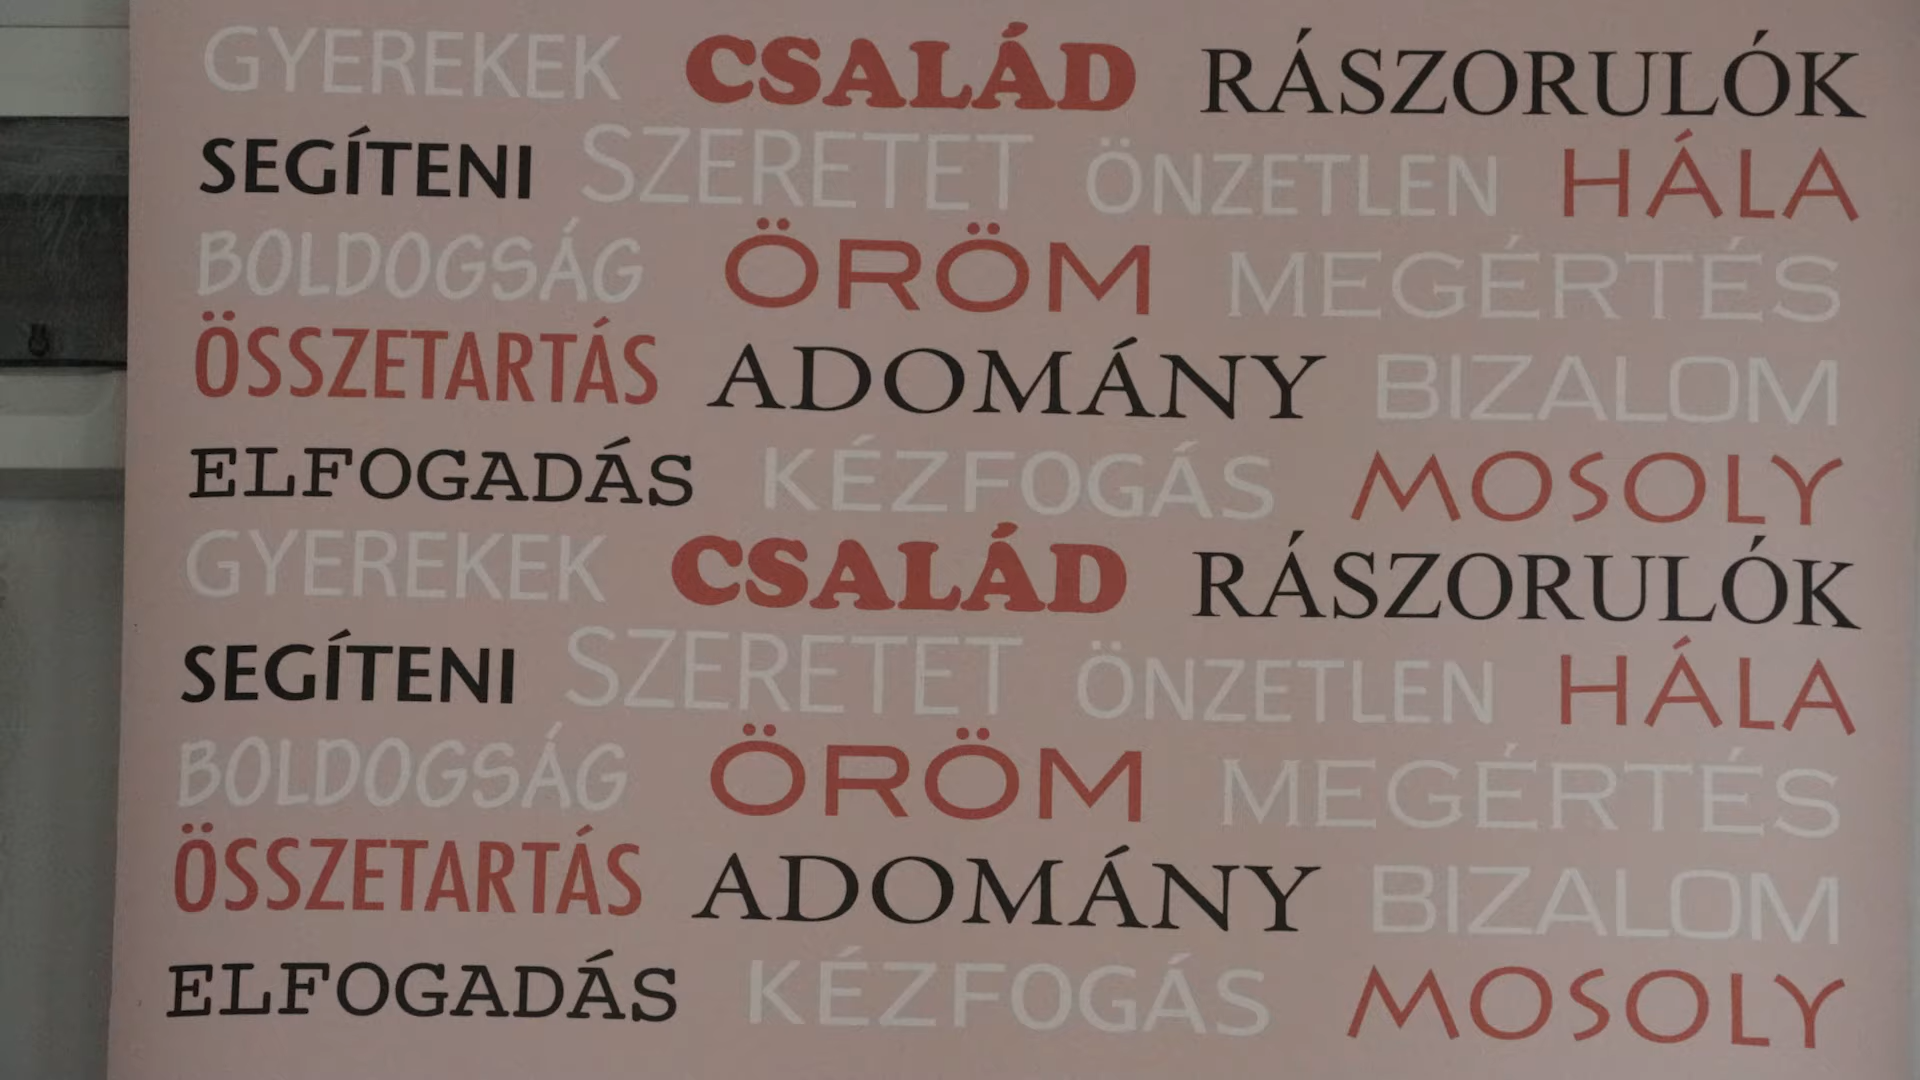 GYEREKEK CSALÁD RÁSZORULÓK
SEGÍTENI SZERETET ÖNZETLEN HÁLA
BOLDOGSÁG ÖRÖM MEGÉRTÉS
ÖSSZETARTÁS ADOMÁNY BIZALOM
ELFOGADÁS KÉZFOGÁS MOSOLY
GYEREKEK CSALÁD RÁSZORULÓK
SEGÍTENI SZERETET ÖNZETLEN HÁLA
BOLDOGSÁG ÖRÖM MEGÉRTÉS
ÖSSZETARTÁS ADOMÁNY BIZALOM
ELFOGADÁS KÉZFOGÁS MOSOLY